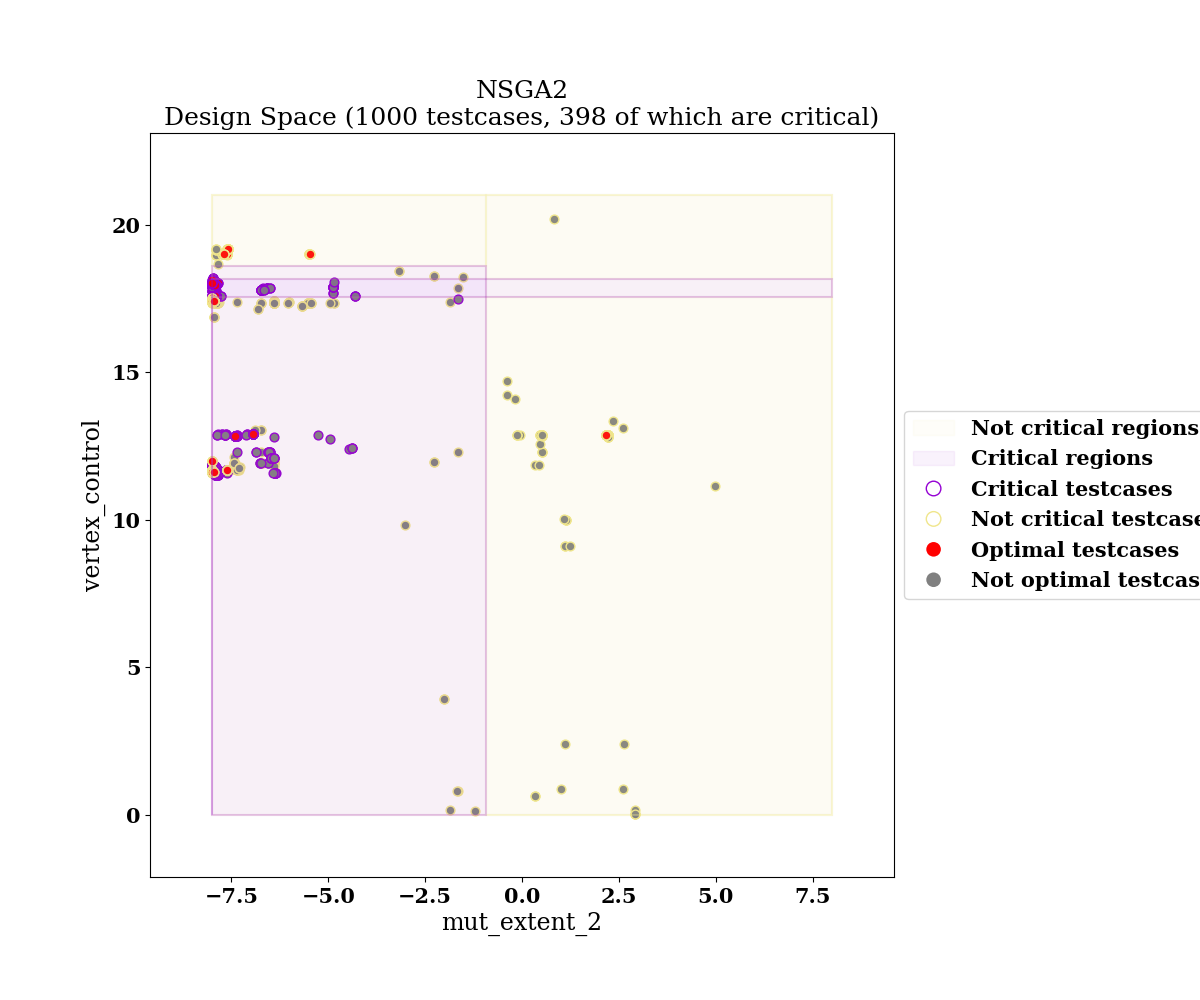 NSGA2
Design Space (1000 testcases, 398 of which are critical)
20
15
10
5
0
vertex_control
−7.5
−5.0
−2.5
0.0
2.5
5.0
7.5
mut_extent_2
Not critical regions
Critical regions
Critical testcases
Not critical testcase
Optimal testcases
Not optimal testcas